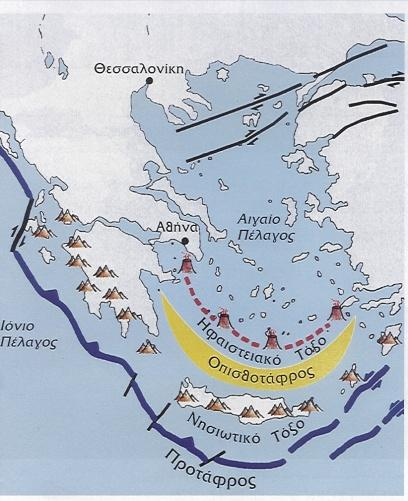 Θεσσαλονίκη
Αιγαίο
Πέλαγος
Αθήνα
Ιόνιο
Πέλαγος
Ηφαιστειακό Τόξο
Οπισθοτάφρος
Νησιωτικό Τόξο
Προτάφρος